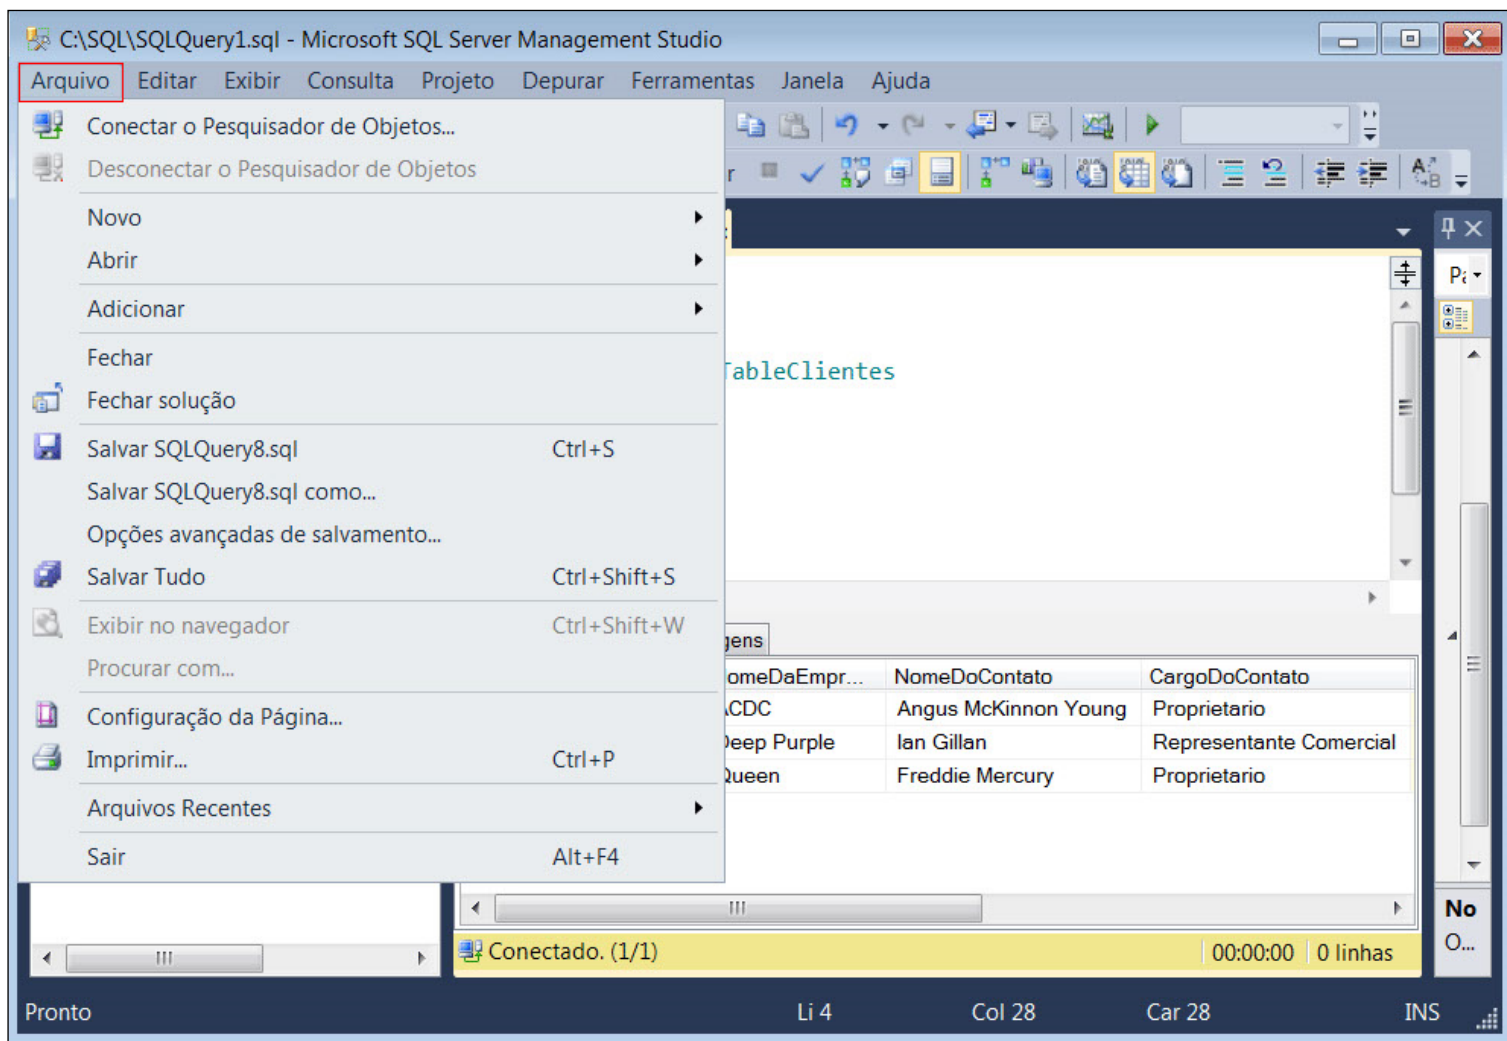 C:\SQL\SQLQuery1.sql - Microsoft SQL Server Management Studio
Arquivo Editar Exibir Consulta Projeto Depurar Ferramentas Janela Ajuda
Conectar o Pesquisador de Objetos...
Desconectar o Pesquisador de Objetos
Novo
Abrir
Adicionar
Fechar
Fechar solução
Salvar SQLQuery8.sql Ctrl+S
Salvar SQLQuery8.sql como...
Opções avançadas de salvamento...
Salvar Tudo Ctrl+Shift+S
Exibir no navegador Ctrl+Shift+W
Procurar com...
Configuração da Página...
Imprimir... Ctrl+P
Arquivos Recentes
Sair Alt+F4
TableClientes
gens
omeDaEmpr... NomeDoContato CargoDoContato
CDC Angus McKinnon Young Proprietario
Deep Purple Ian Gillan Representante Comercial
Queen Freddie Mercury Proprietario
No
O...
Conectado. (1/1) 00:00:00 0 linhas
Pronto Li 4 Col 28 Car 28 INS